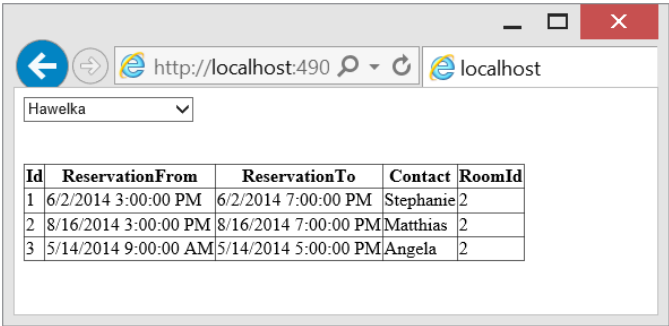 http://localhost:490
localhost
Hawelka
Id ReservationFrom ReservationTo Contact RoomId
1 6/2/2014 3:00:00 PM 6/2/2014 7:00:00 PM Stephanie 2
2 8/16/2014 3:00:00 PM 8/16/2014 7:00:00 PM Matthias 2
3 5/14/2014 9:00:00 AM 5/14/2014 5:00:00 PM Angela 2